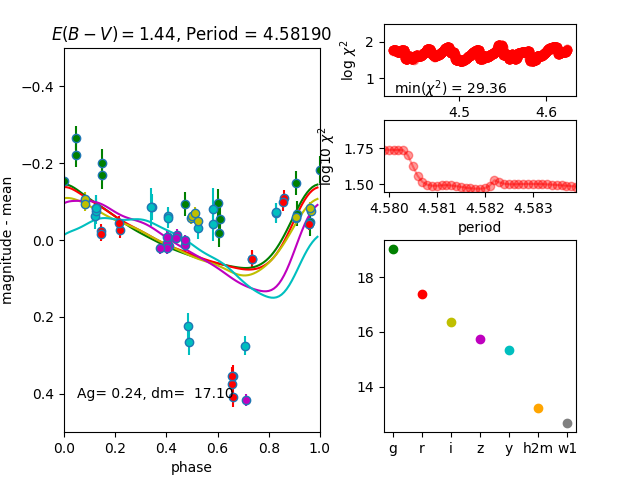 E(B − V) = 1.44, Period = 4.58190
−0.4
−0.2
0.0
0.2
0.4
magnitude - mean
Ag= 0.24, dm= 17.10
0.0 0.2 0.4 0.6 0.8 1.0
phase
2
1
log χ²
min(χ²) = 29.36
4.5 4.6
1.75
1.50
log10 χ²
4.580 4.581 4.582 4.583
period
18
16
14
g r i z y h2m w1